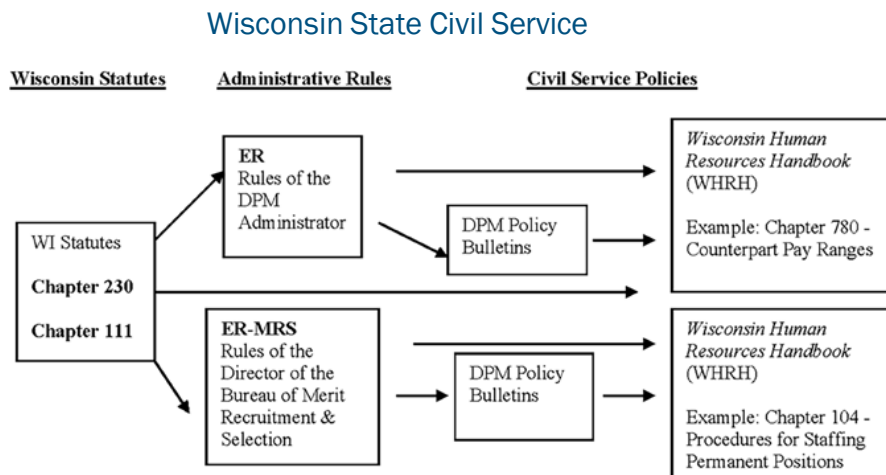 Wisconsin State Civil Service
Wisconsin Statutes
Administrative Rules
Civil Service Policies
WI Statutes
Chapter 230
Chapter 111
ER
Rules of the
DPM
Administrator
DPM Policy
Bulletins
Wisconsin Human
Resources Handbook
(WHRH)
Example: Chapter 780 -
Counterpart Pay Ranges
ER-MRS
Rules of the
Director of the
Bureau of Merit
Recruitment &
Selection
DPM Policy
Bulletins
Wisconsin Human
Resources Handbook
(WHRH)
Example: Chapter 104 -
Procedures for Staffing
Permanent Positions